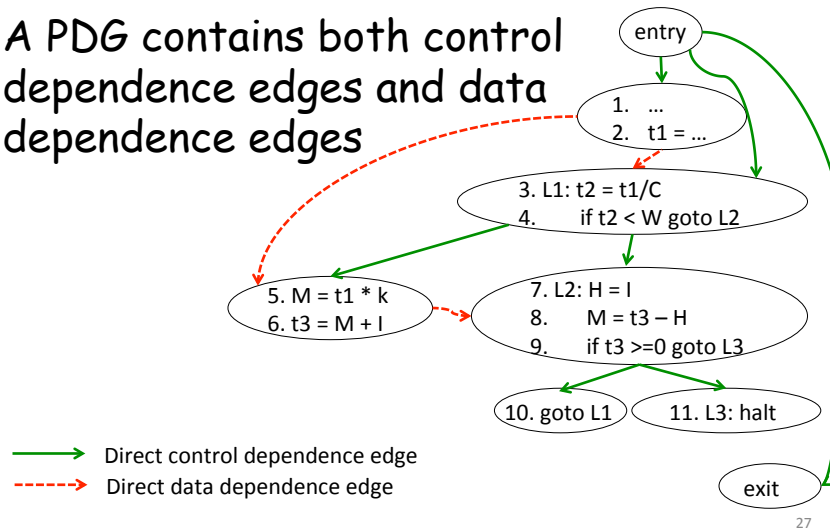 A PDG contains both control
dependence edges and data
dependence edges
entry
1. ...
2. t1 = ...
3. L1: t2 = t1/C
4. if t2 < W goto L2
5. M = t1 * k
6. t3 = M + I
7. L2: H = I
8. M = t3 – H
9. if t3 >=0 goto L3
10. goto L1
11. L3: halt
Direct control dependence edge
Direct data dependence edge
exit
27